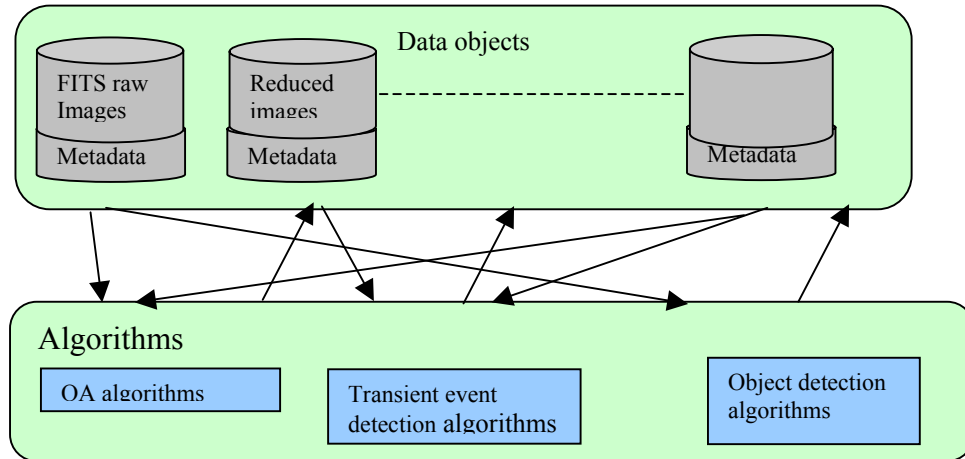 Data objects
FITS raw
Images
Metadata
Reduced
images
Metadata
Metadata
Algorithms
OA algorithms
Transient event
detection algorithms
Object detection
algorithms